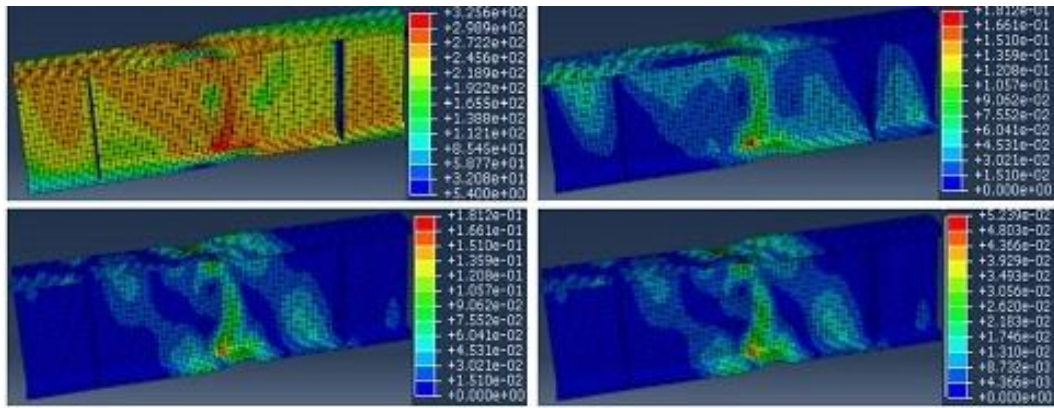 +3.256e+02
+2.989e+02
+2.722e+02
+2.456e+02
+2.189e+02
+1.922e+02
+1.655e+02
+1.388e+02
+1.121e+02
+8.545e+01
+5.877e+01
+3.208e+01
+5.400e+00
+1.812e-01
+1.661e-01
+1.510e-01
+1.359e-01
+1.208e-01
+1.057e-01
+9.062e-02
+7.552e-02
+6.041e-02
+4.531e-02
+3.021e-02
+1.510e-02
+0.000e+00
+1.812e-01
+1.661e-01
+1.510e-01
+1.359e-01
+1.208e-01
+1.057e-01
+9.062e-02
+7.552e-02
+6.041e-02
+4.531e-02
+3.021e-02
+1.510e-02
+0.000e+00
+5.239e-02
+4.803e-02
+4.366e-02
+3.929e-02
+3.493e-02
+3.056e-02
+2.620e-02
+2.183e-02
+1.746e-02
+1.310e-02
+8.732e-03
+4.366e-03
+0.000e+00